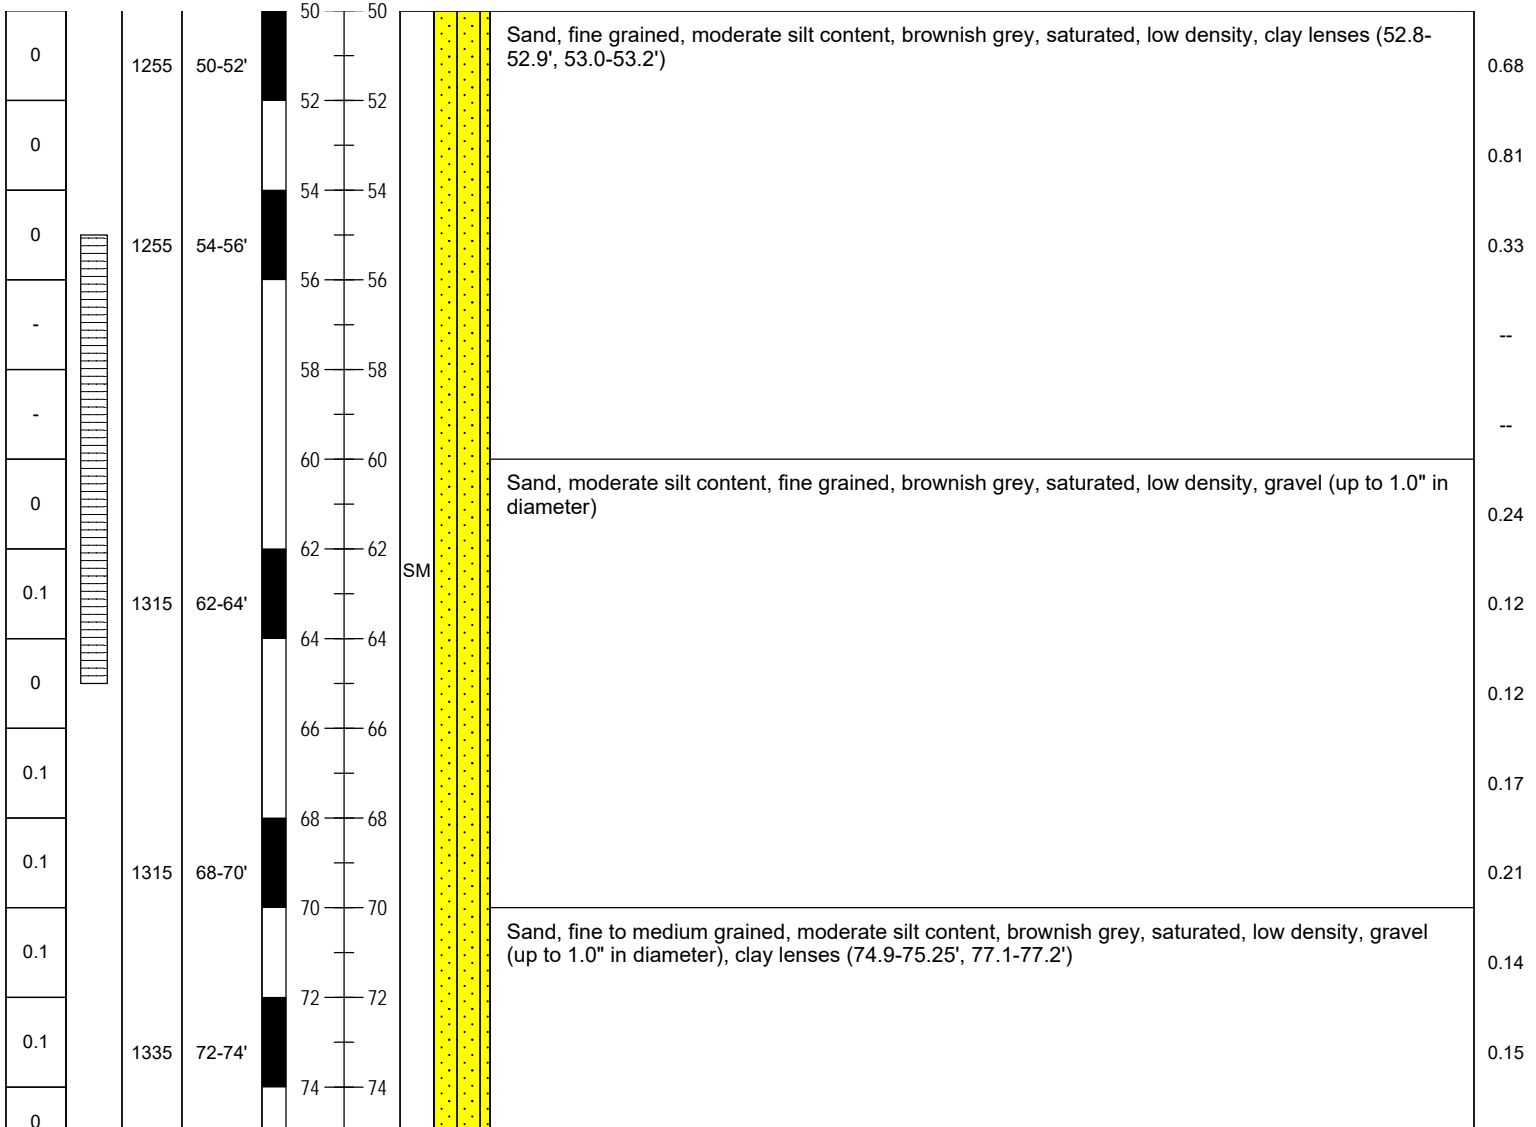 50 50
Sand, fine grained, moderate silt content, brownish grey, saturated, low density, clay lenses (52.8-
52.9', 53.0-53.2')
0 1255 50-52' 0.68
52 52
0 0.81
54 54
0 1255 54-56' 0.33
56 56
- --
58 58
- --
60 60
Sand, moderate silt content, fine grained, brownish grey, saturated, low density, gravel (up to 1.0" in
diameter)
0 0.24
62 62
SM
0.1 1315 62-64' 0.12
64 64
0 0.12
66 66
0.1 0.17
68 68
0.1 1315 68-70' 0.21
70 70
Sand, fine to medium grained, moderate silt content, brownish grey, saturated, low density, gravel
(up to 1.0" in diameter), clay lenses (74.9-75.25', 77.1-77.2')
0.1 0.14
72 72
0.1 1335 72-74' 0.15
74 74
0